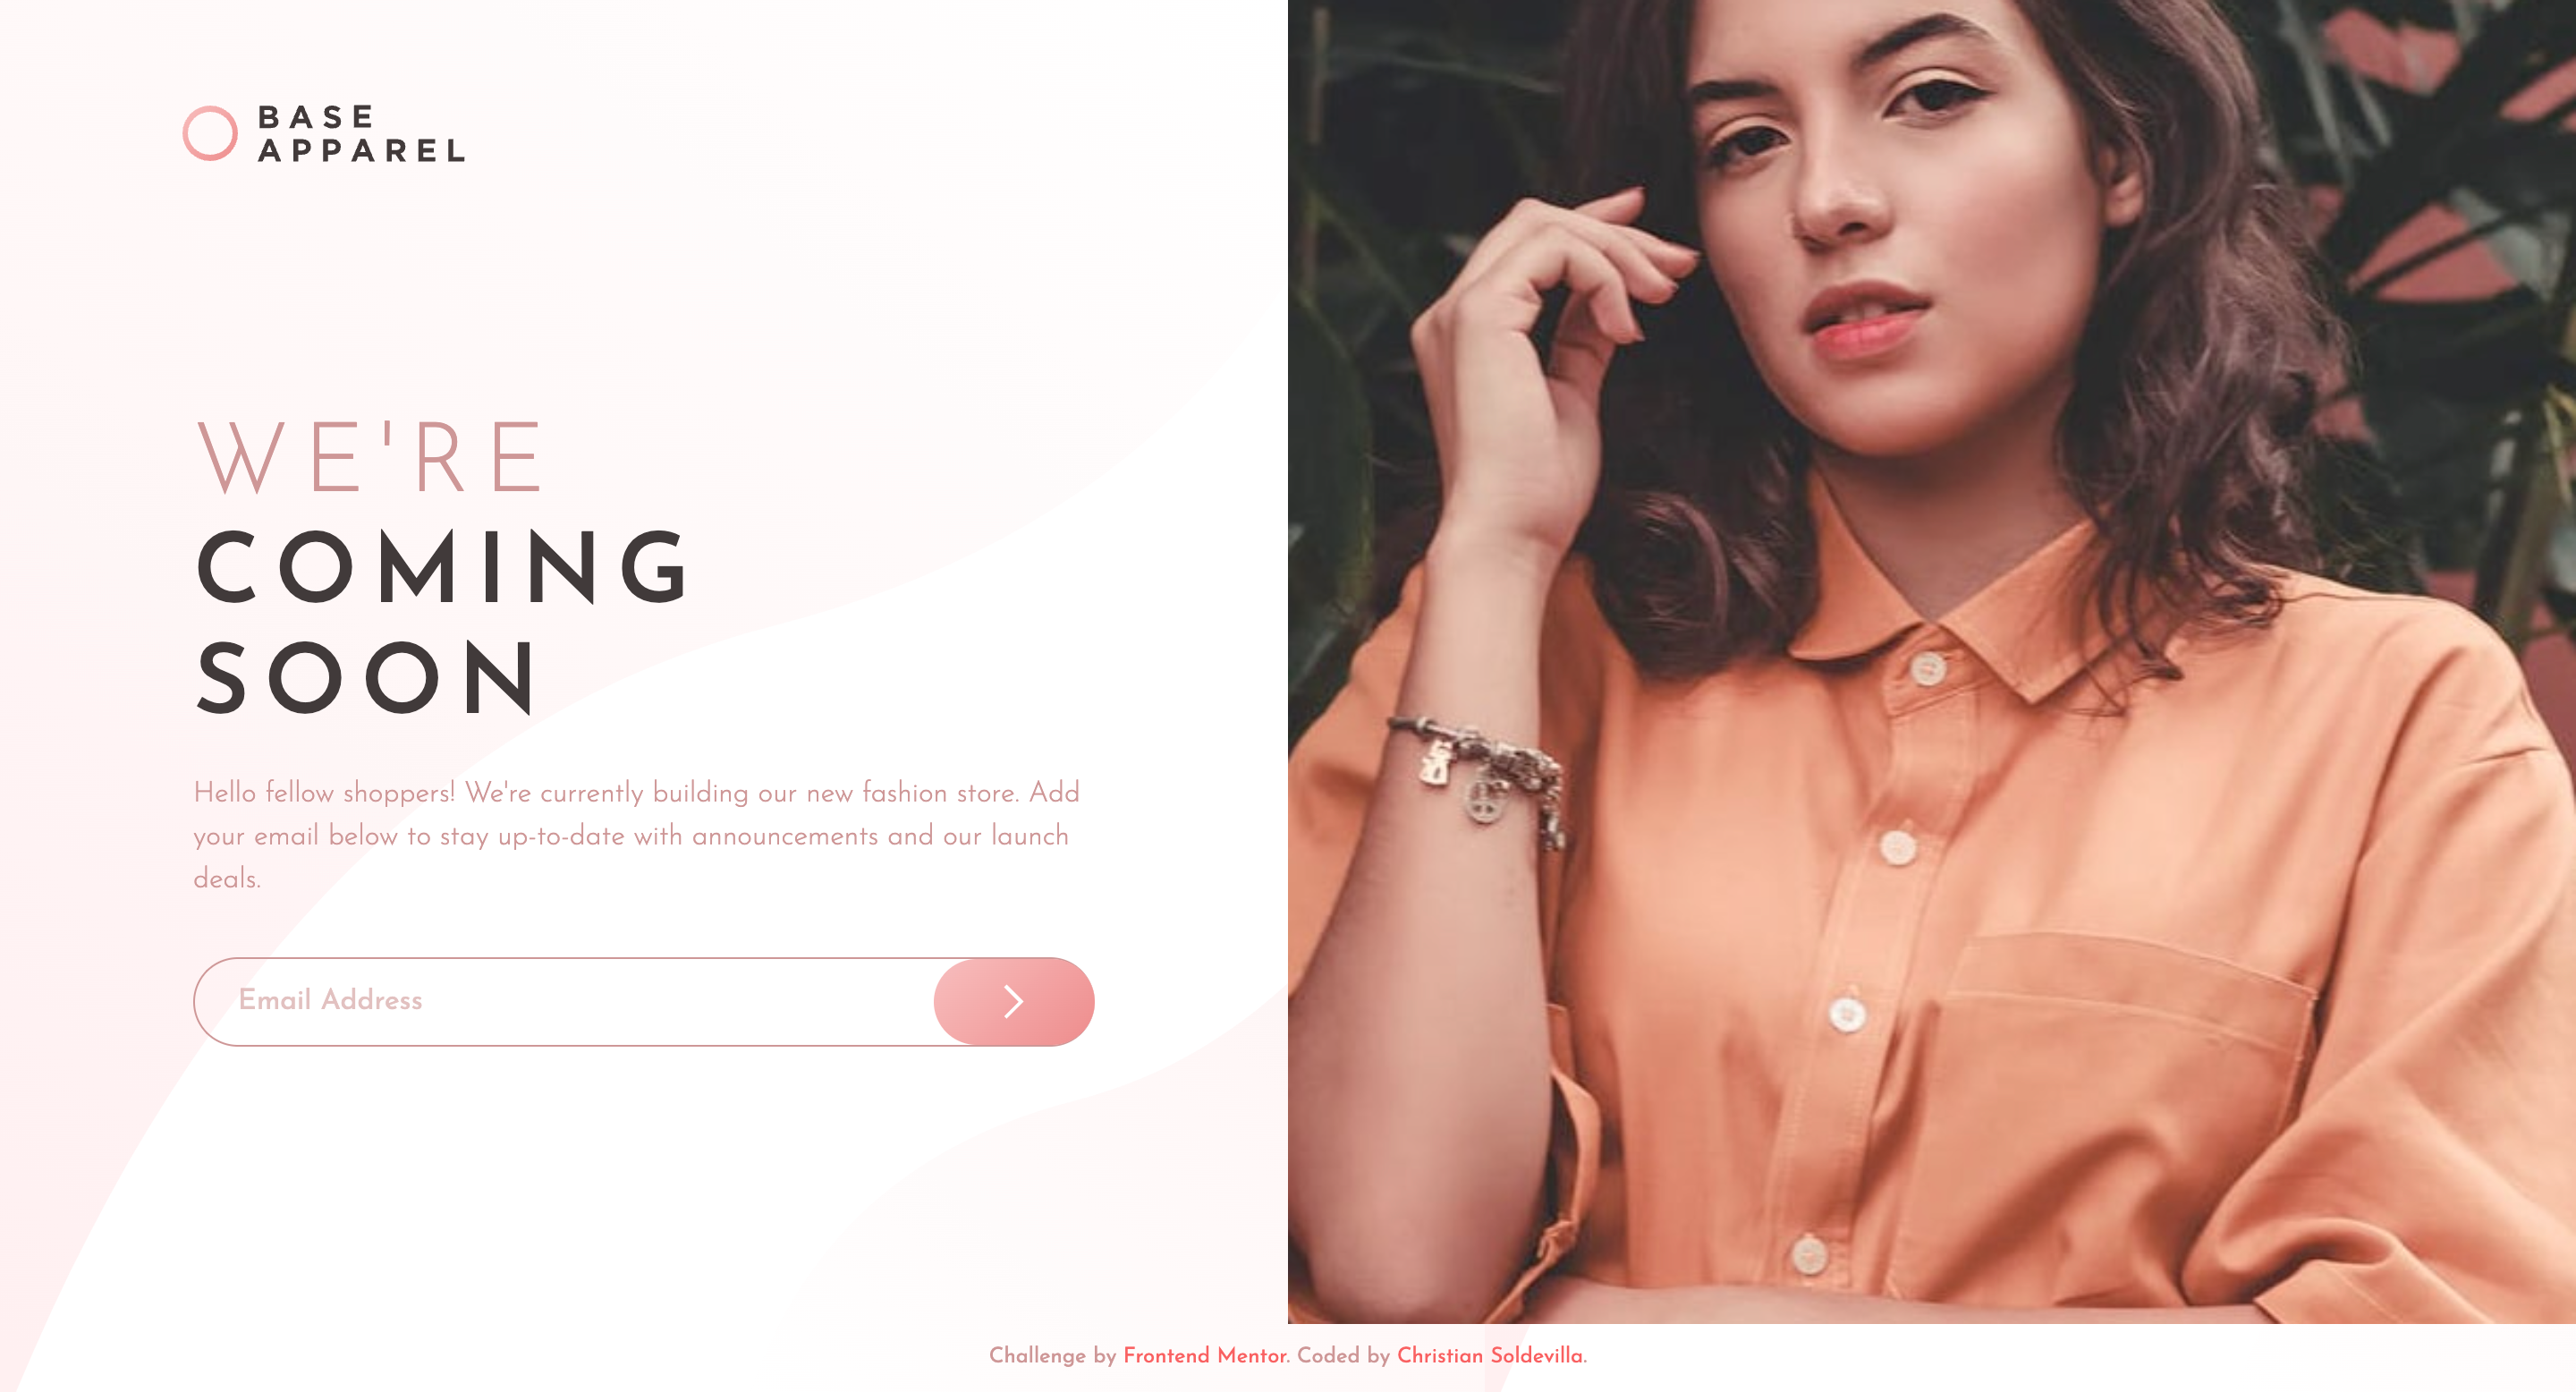 BASE
APPAREL
WE'RE
COMING
SOON
Hello fellow shoppers! We're currently building our new fashion store. Add
your email below to stay up-to-date with announcements and our launch
deals.
Email Address
Challenge by Frontend Mentor. Coded by Christian Soldevilla.